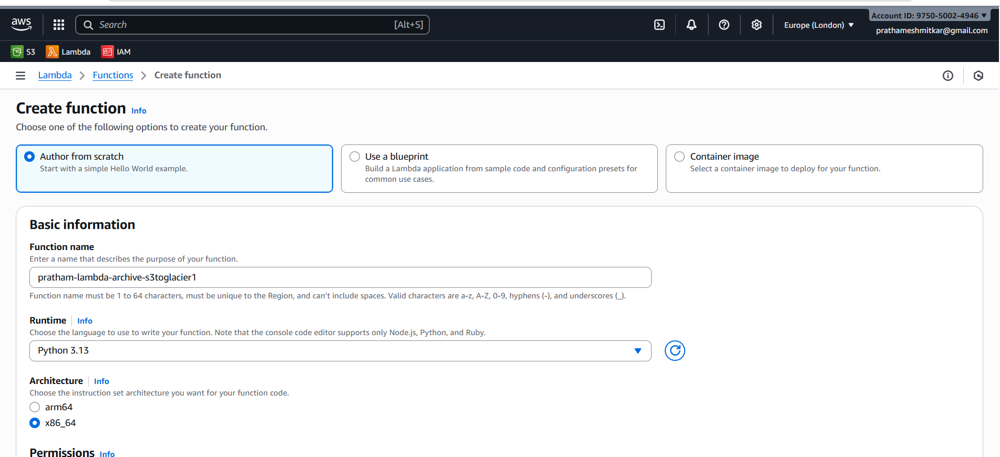 aws
Search [Alt+S]
Europe (London)
Account ID: 9750-5002-4946
prathameshmitkar@gmail.com
S3 Lambda IAM
Lambda Functions Create function
Create function Info
Choose one of the following options to create your function.
Author from scratch
Start with a simple Hello World example.
Use a blueprint
Build a Lambda application from sample code and configuration presets for
common use cases.
Container image
Select a container image to deploy for your function.
Basic information
Function name
Enter a name that describes the purpose of your function.
pratham-lambda-archive-s3toglacier1
Function name must be 1 to 64 characters, must be unique to the Region, and can’t include spaces. Valid characters are a-z, A-Z, 0-9, hyphens (-), and underscores (_).
Runtime Info
Choose the language to use to write your function. Note that the console code editor supports only Node.js, Python, and Ruby.
Python 3.13
Architecture Info
Choose the instruction set architecture you want for your function code.
arm64
x86_64
Permissions Info